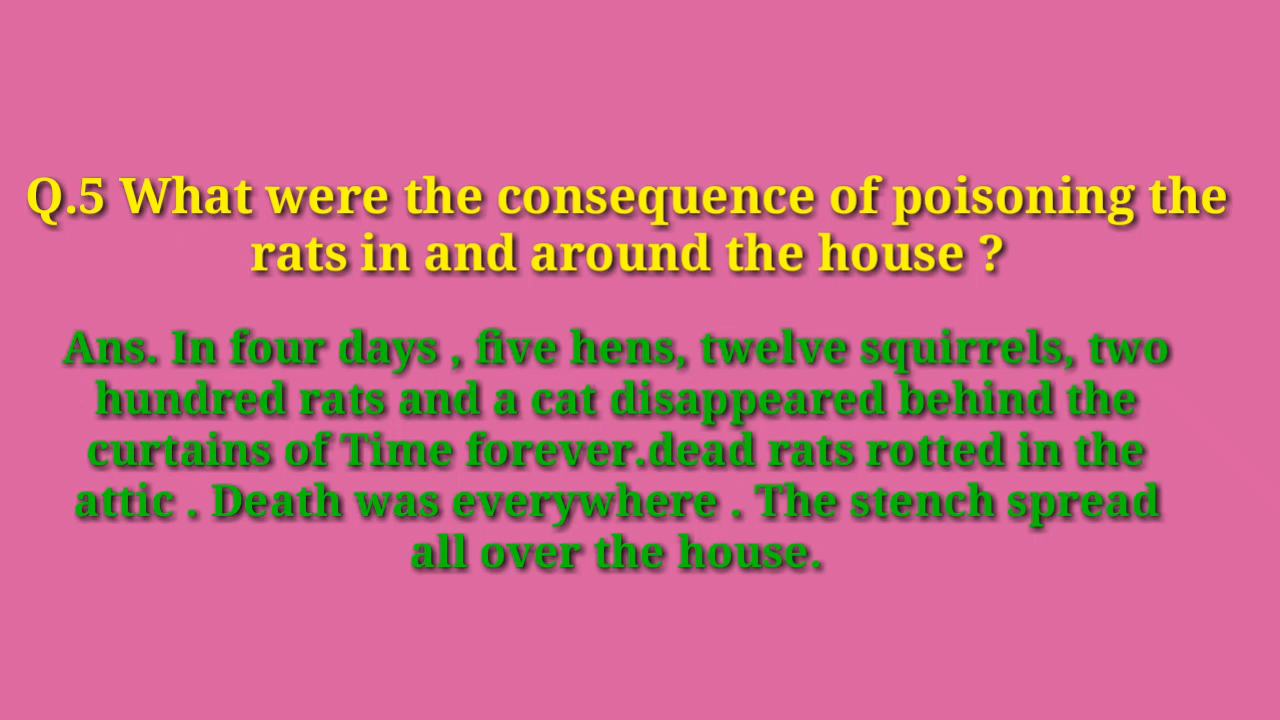 Q.5 What were the consequence of poisoning the
rats in and around the house ?
Ans. In four days , five hens, twelve squirrels, two
hundred rats and a cat disappeared behind the
curtains of Time forever.dead rats rotted in the
attic . Death was everywhere . The stench spread
all over the house.